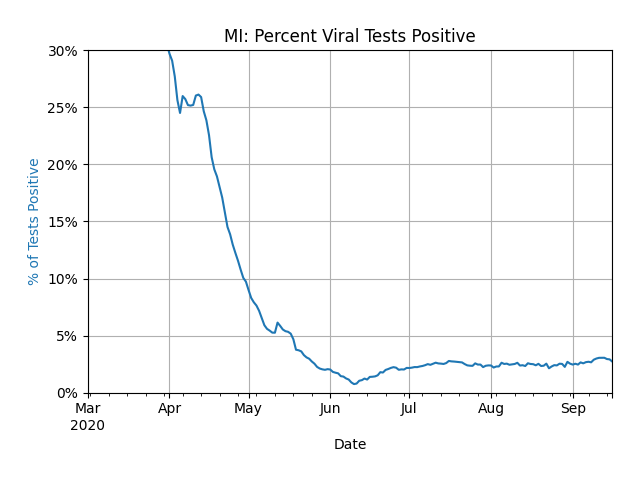 MI: Percent Viral Tests Positive
30%
25%
20%
15%
10%
5%
0%
% of Tests Positive
Mar Apr May Jun Jul Aug Sep
2020
Date